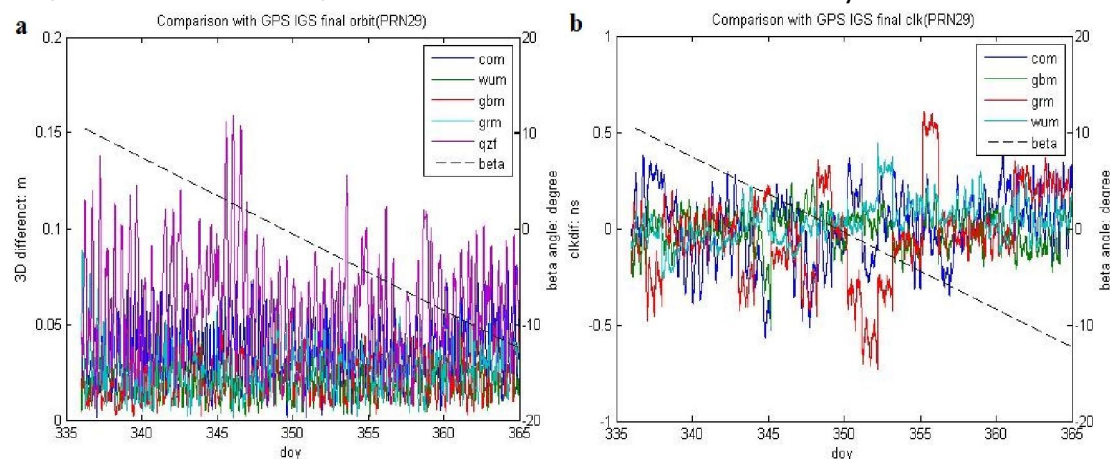 a
Comparison with GPS IGS final orbit(PRN29)
0.2
0.15
0.1
0.05
0
3D differenct: m
com
wum
gbm
grm
qzf
beta
20
10
0
-10
-20
beta angle: degree
335
340
345
350
355
360
365
doy
b
Comparison with GPS IGS final clk(PRN29)
1
0.5
0
-0.5
-1
clkdif: ns
com
gbm
grm
wum
beta
20
10
0
-10
-20
beta angle: degree
335
340
345
350
355
360
365
doy